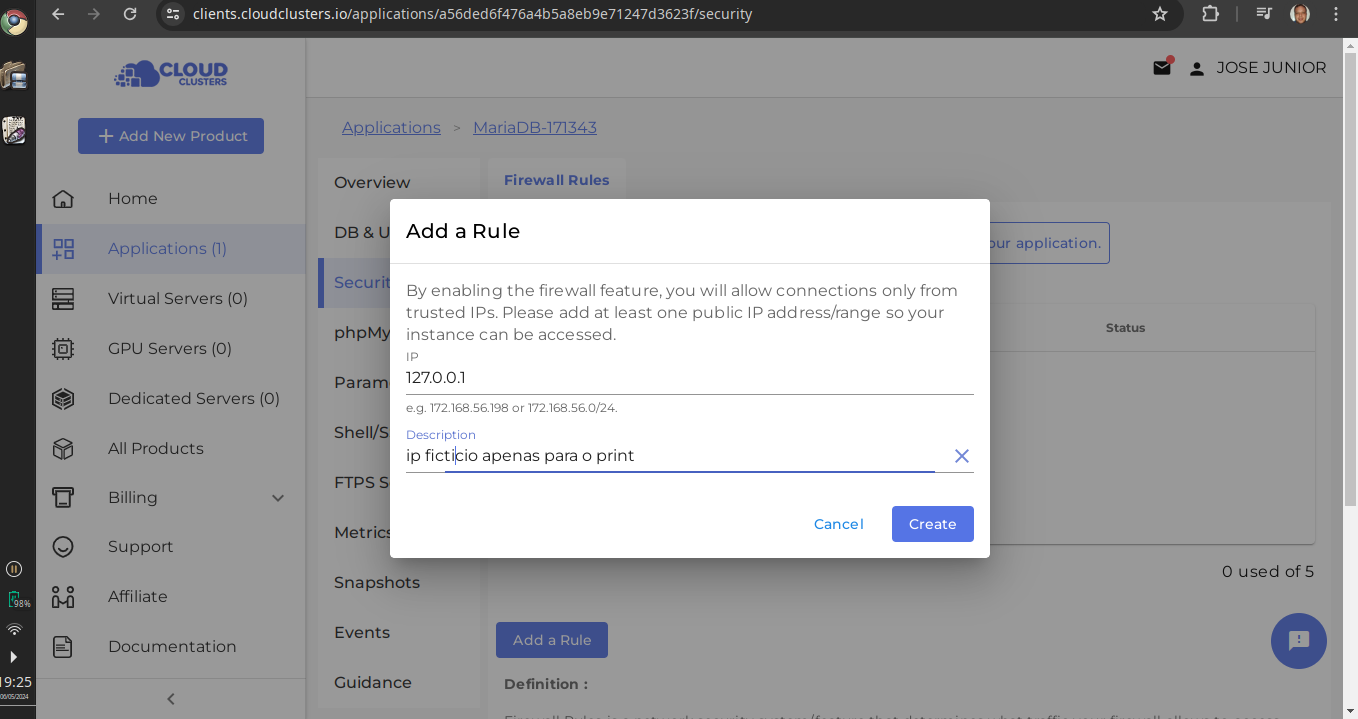 clients.cloudclusters.io/applications/a56ded6f476a4b5a8eb9e71247d3623f/security
CLOUD
CLUSTERS
JOSE JUNIOR
Add New Product
Applications > MariaDB-171343
Home
Applications (1)
Virtual Servers (0)
GPU Servers (0)
Dedicated Servers (0)
All Products
Billing
Support
Affiliate
Documentation
98%
19:25
06/05/2024
Overview
DB & U
Securit
phpMy
Param
Shell/S
FTPS S
Metrics
Snapshots
Events
Guidance
Firewall Rules
our application.
Status
Add a Rule
By enabling the firewall feature, you will allow connections only from
trusted IPs. Please add at least one public IP address/range so your
instance can be accessed.
IP
127.0.0.1
e.g. 172.168.56.198 or 172.168.56.0/24.
Description
ip ficticio apenas para o print
Cancel
Create
0 used of 5
Add a Rule
Definition :